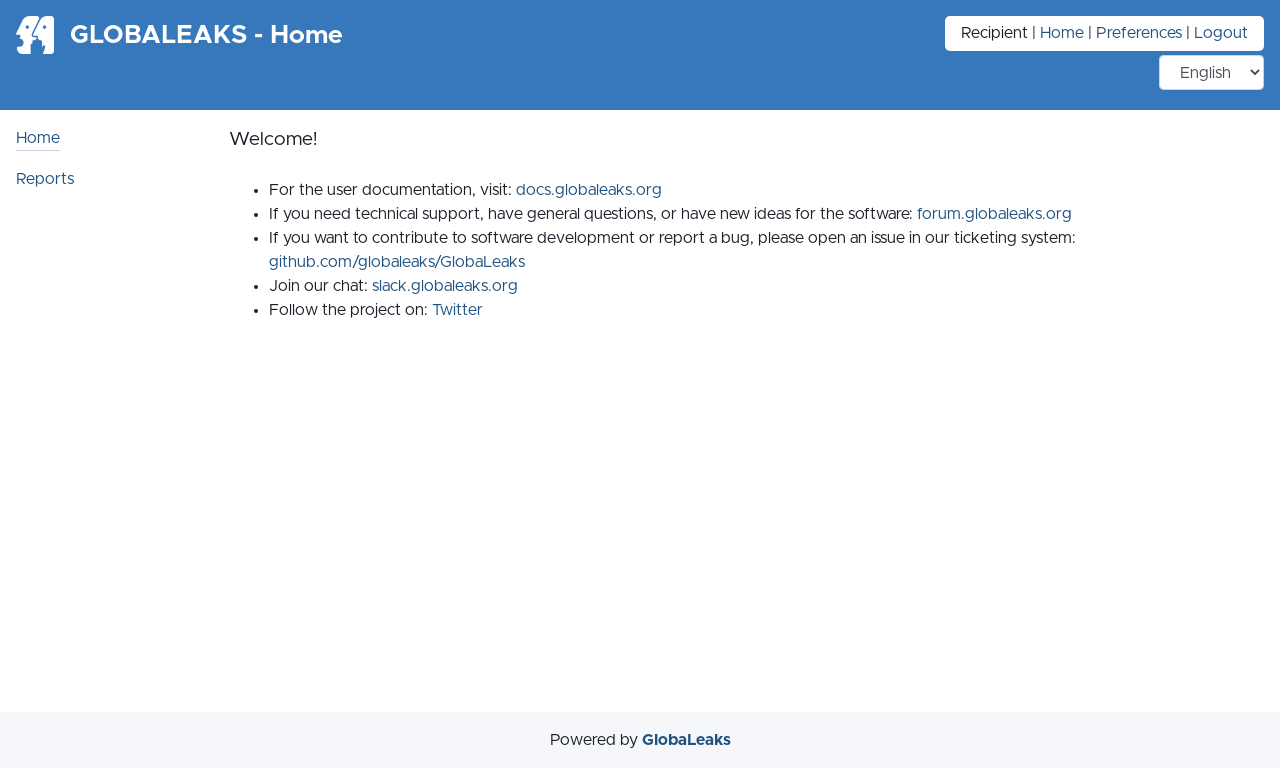 GLOBALEAKS - Home
Recipient | Home | Preferences | Logout
English
Home
Reports
Welcome!
For the user documentation, visit: docs.globaleaks.org
If you need technical support, have general questions, or have new ideas for the software: forum.globaleaks.org
If you want to contribute to software development or report a bug, please open an issue in our ticketing system:
github.com/globaleaks/GlobaLeaks
Join our chat: slack.globaleaks.org
Follow the project on: Twitter
Powered by GlobaLeaks